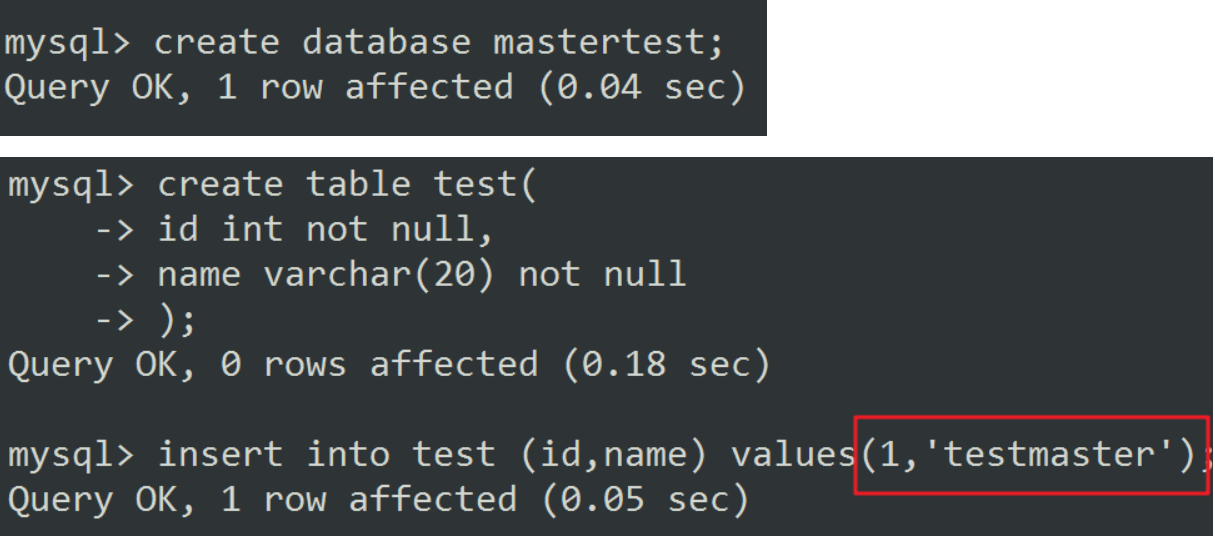 mysql> create database mastertest;
Query OK, 1 row affected (0.04 sec)
mysql> create table test(
    -> id int not null,
    -> name varchar(20) not null
    -> );
Query OK, 0 rows affected (0.18 sec)
mysql> insert into test (id,name) values(1,'testmaster');
Query OK, 1 row affected (0.05 sec)